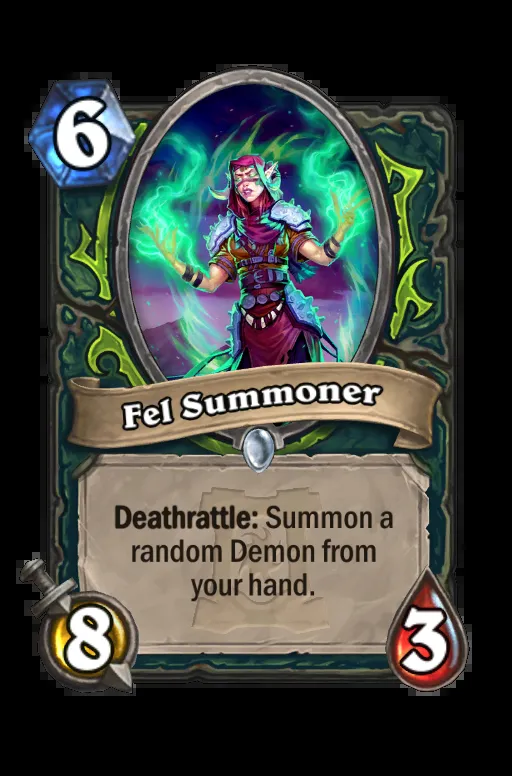 6
Fel Summoner
Deathrattle: Summon a
random Demon from
your hand.
8
3